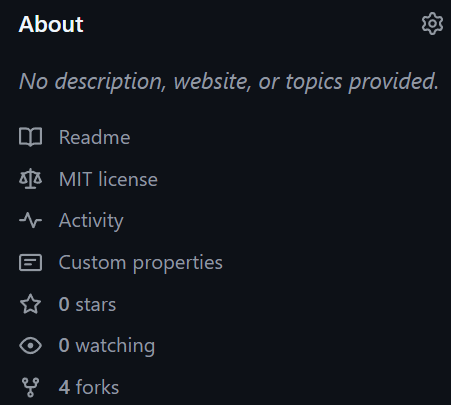 About
No description, website, or topics provided.
Readme
MIT license
Activity
Custom properties
0 stars
0 watching
4 forks